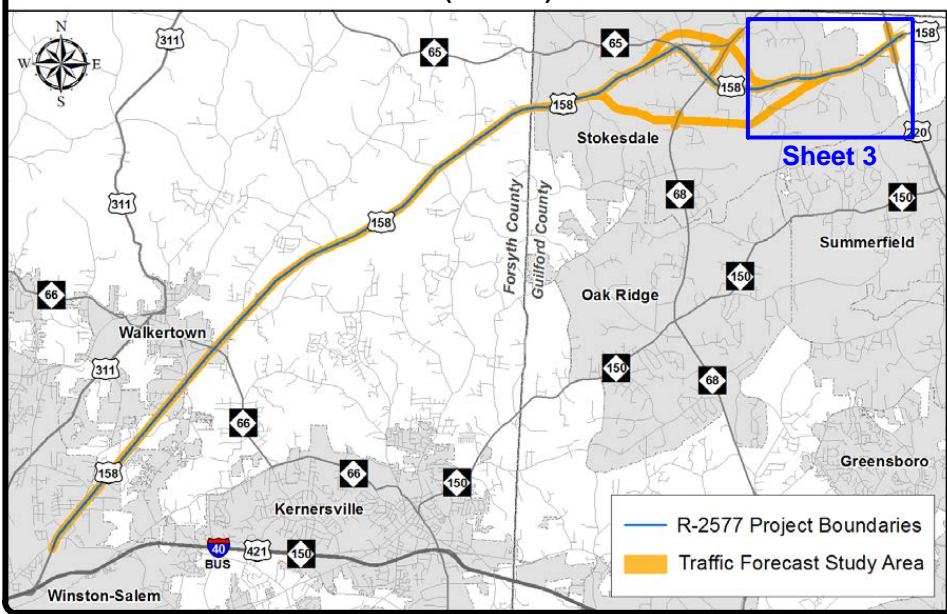 N
W E
S
311
65
65
158
158
158
220
Sheet 3
Stokesdale
311
68
150
Summerfield
158
Forsyth County
Guilford County
66
Oak Ridge
150
Walkertown
311
150
68
66
158
66
150
Greensboro
Kernersville
40
BUS
421
150
Winston-Salem
R-2577 Project Boundaries
Traffic Forecast Study Area